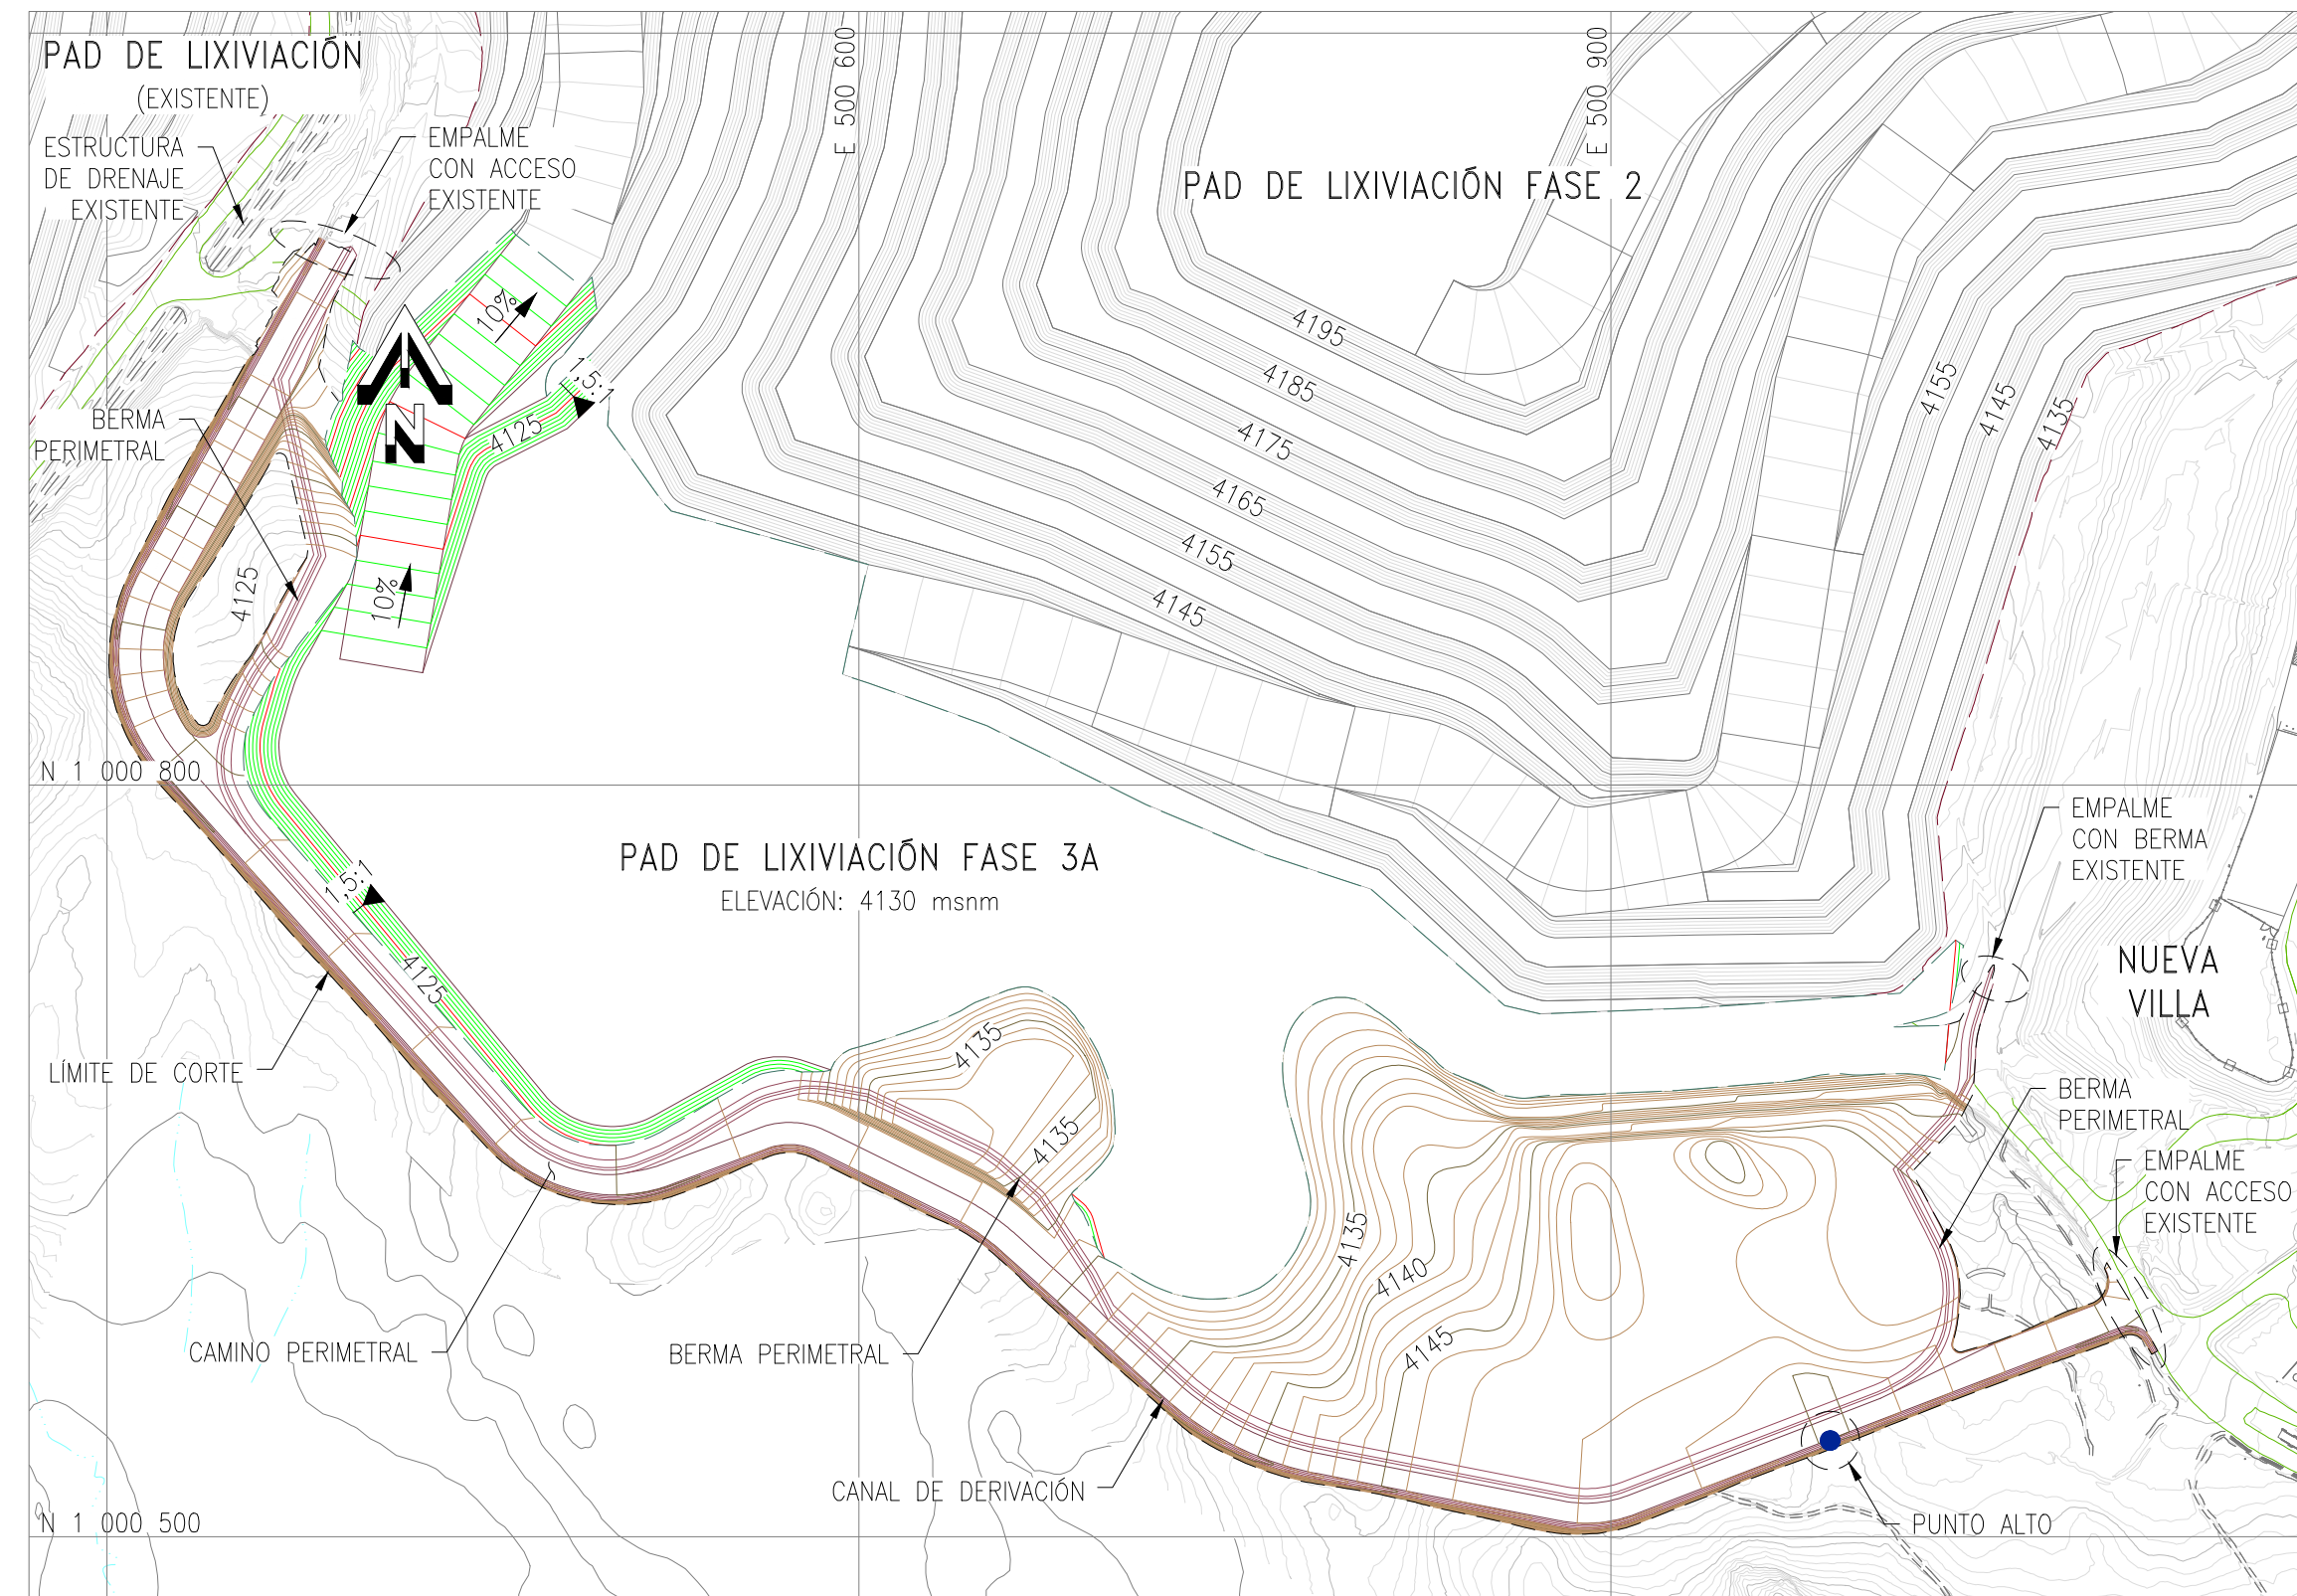 PAD DE LIXIVIACIÓN
(EXISTENTE)
ESTRUCTURA
DE DRENAJE
EXISTENTE
EMPALME
CON ACCESO
EXISTENTE
E 500 600
E 500 900
PAD DE LIXIVIACIÓN FASE 2
10%
1,5:1
4195
4185
4175
4165
4155
4145
4155
4145
4135
BERMA
PERIMETRAL
N
4125
4125
10%
N 1 000 800
PAD DE LIXIVIACIÓN FASE 3A
ELEVACIÓN: 4130 msnm
1,5:1
4125
EMPALME
CON BERMA
EXISTENTE
NUEVA
VILLA
LÍMITE DE CORTE
4135
4135
4135
4140
4145
BERMA
PERIMETRAL
EMPALME
CON ACCESO
EXISTENTE
CAMINO PERIMETRAL
BERMA PERIMETRAL
CANAL DE DERIVACIÓN
N 1 000 500
PUNTO ALTO